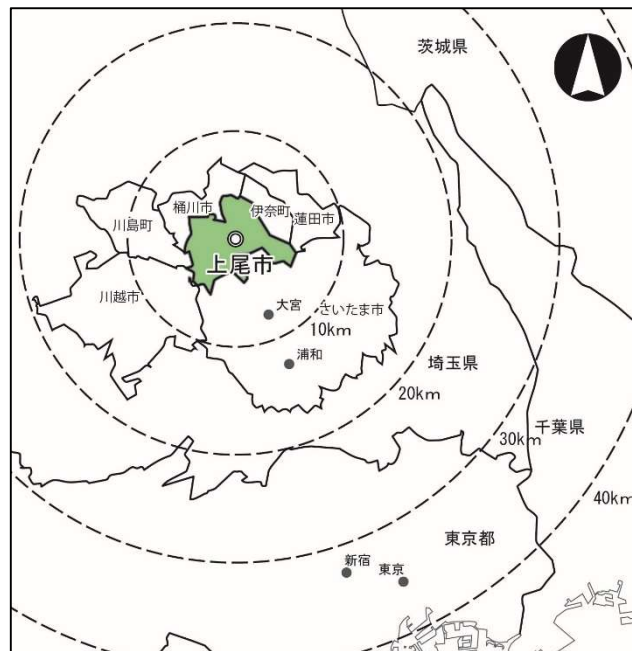 茨城県
桶川市
伊奈町
蓮田市
川島町
上尾市
川越市
大宮
さいたま市
10km
浦和
埼玉県
20km
千葉県
30km
40km
東京都
新宿
東京